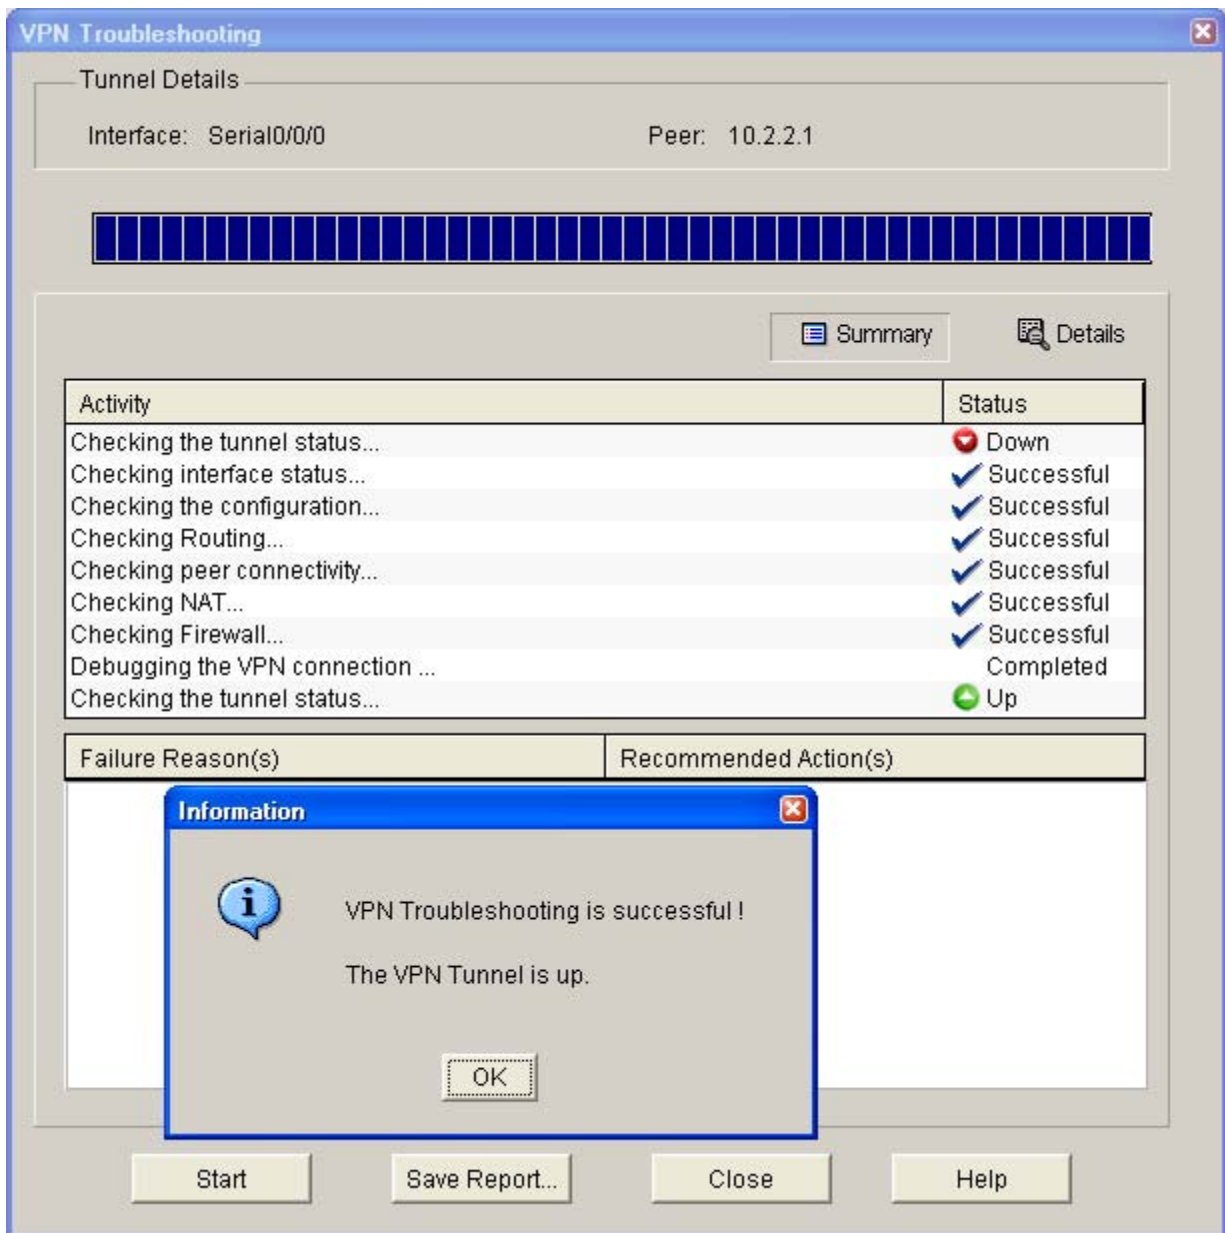 VPN Troubleshooting
Tunnel Details
Interface: Serial0/0/0 Peer: 10.2.2.1
Summary Details
Activity Status
Checking the tunnel status... Down
Checking interface status... Successful
Checking the configuration... Successful
Checking Routing... Successful
Checking peer connectivity... Successful
Checking NAT... Successful
Checking Firewall... Successful
Debugging the VPN connection ... Completed
Checking the tunnel status... Up
Failure Reason(s) Recommended Action(s)
Information
VPN Troubleshooting is successful !
The VPN Tunnel is up.
OK
Start Save Report... Close Help